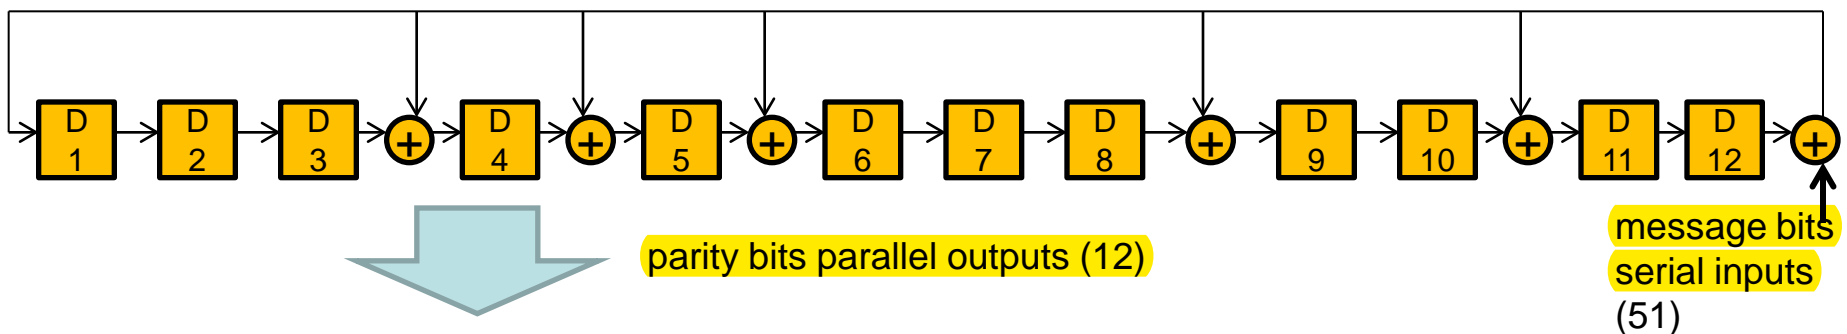 D D D D D D D D D D D D
1 2 3 + 4 + 5 + 6 7 8 + 9 10 + 11 12 +
message bits
parity bits parallel outputs (12)
serial inputs
(51)